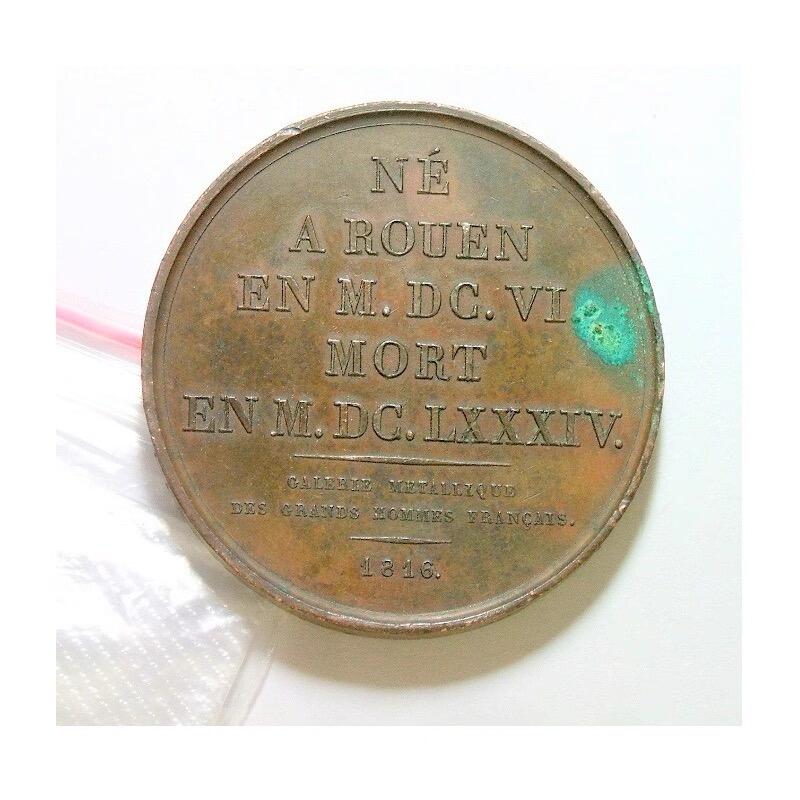 NÉ
A ROUEN
EN M. DC. VI
MORT
EN M. DC. LXXXIV.
GALERIE METALLIQUE
DES GRANDS HOMMES FRANÇAIS.
1816.